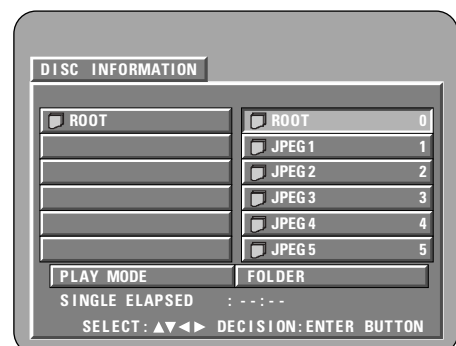 DISC INFORMATION
ROOT ROOT 0
JPEG1 1
JPEG2 2
JPEG3 3
JPEG4 4
JPEG5 5
PLAY MODE FOLDER
SINGLE ELAPSED :--:--
SELECT:▲▼◄► DECISION:ENTER BUTTON